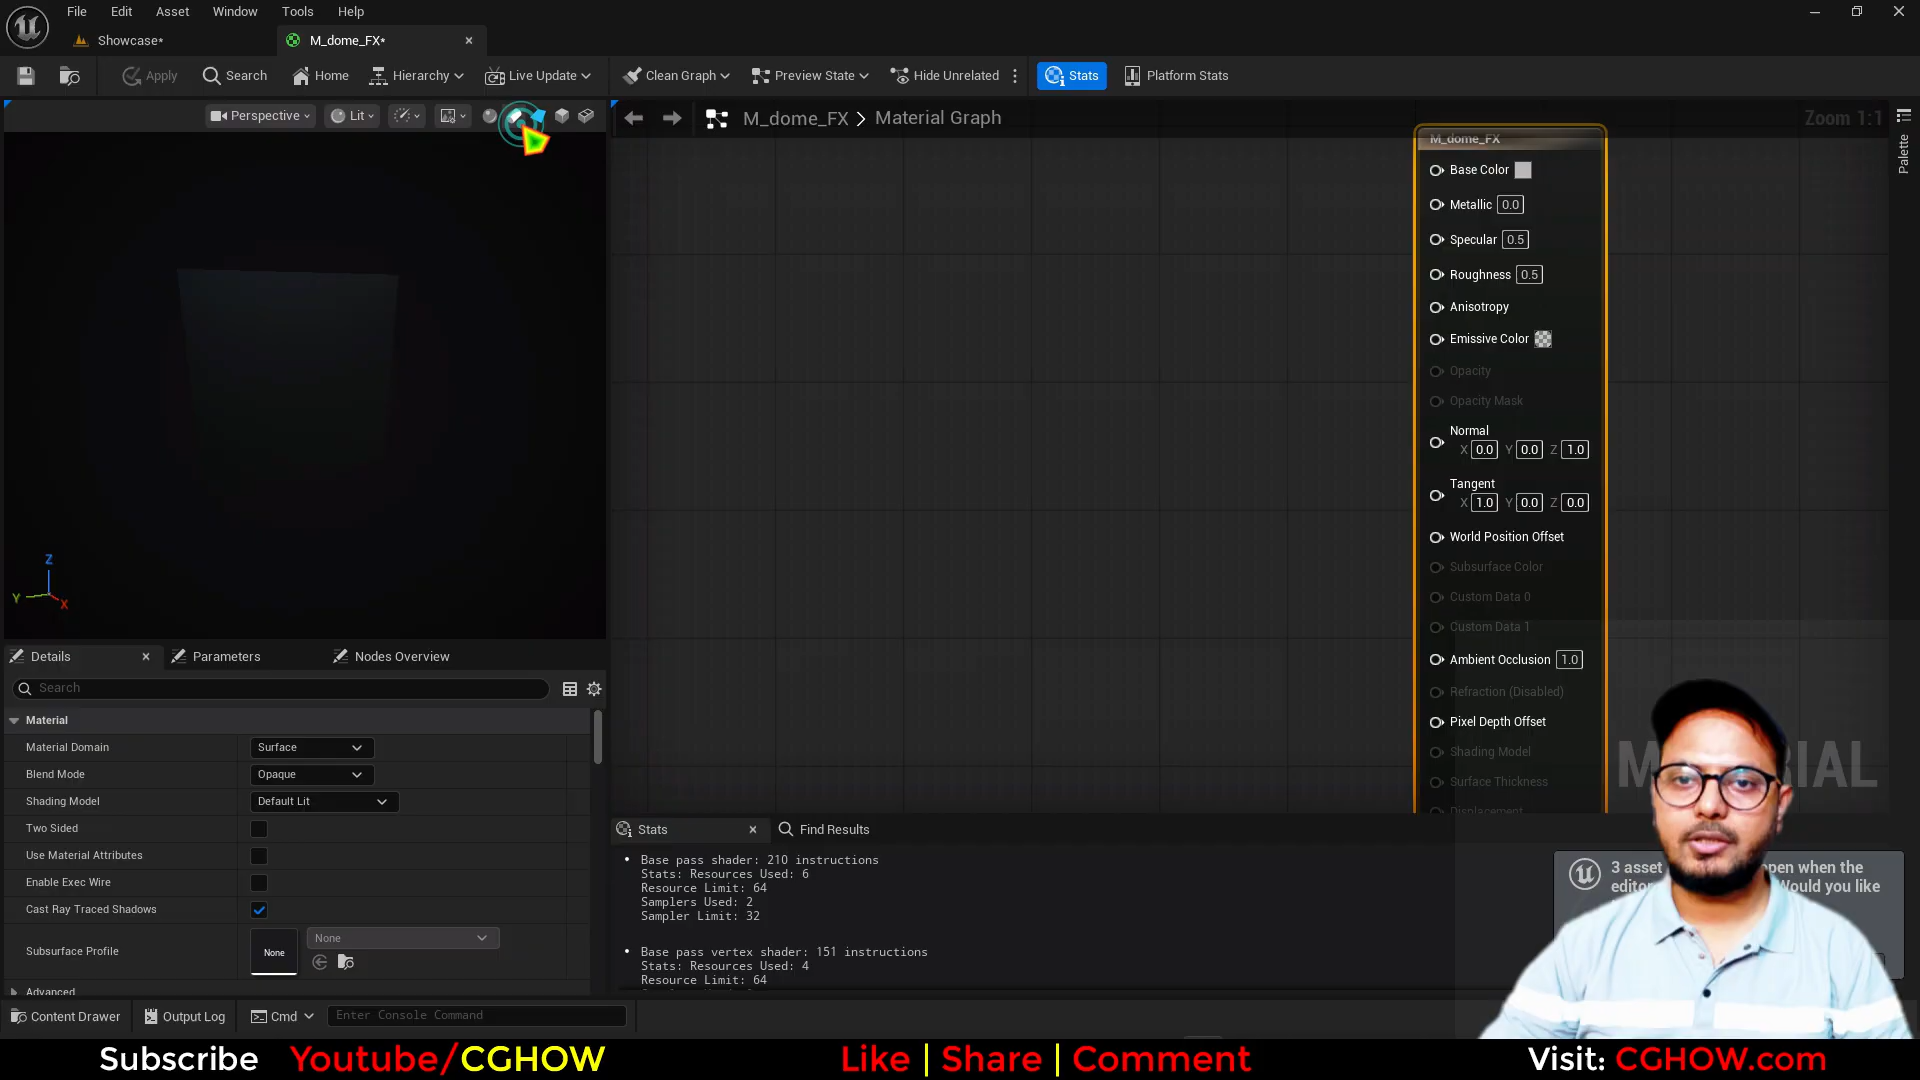 File Edit Asset Window Tools Help
Showcase*
M_dome_FX*
Apply Search Home Hierarchy Live Update Clean Graph Preview State Hide Unrelated Stats Platform Stats
Perspective Lit
M_dome_FX > Material Graph
Zoom 1:1
Palette
M_dome_FX
Base Color
Metallic 0.0
Specular 0.5
Roughness 0.5
Anisotropy
Emissive Color
Opacity
Opacity Mask
Normal
X 0.0 Y 0.0 Z 1.0
Tangent
X 1.0 Y 0.0 Z 0.0
World Position Offset
Subsurface Color
Custom Data 0
Custom Data 1
Ambient Occlusion 1.0
Refraction (Disabled)
Pixel Depth Offset
Shading Model
Surface Thickness
Displacement
Z
Y
X
Details Parameters Nodes Overview
Search
Material
Material Domain Surface
Blend Mode Opaque
Shading Model Default Lit
Two Sided
Use Material Attributes
Enable Exec Wire
Cast Ray Traced Shadows
Subsurface Profile None None
Advanced
Stats Find Results
Base pass shader: 210 instructions
Stats: Resources Used: 6
Resource Limit: 64
Samplers Used: 2
Sampler Limit: 32
Base pass vertex shader: 151 instructions
Stats: Resources Used: 4
Resource Limit: 64
3 asset open when the
editor Would you like
Content Drawer Output Log Cmd Enter Console Command
Subscribe Youtube/CGHOW Like | Share | Comment Visit: CGHOW.com